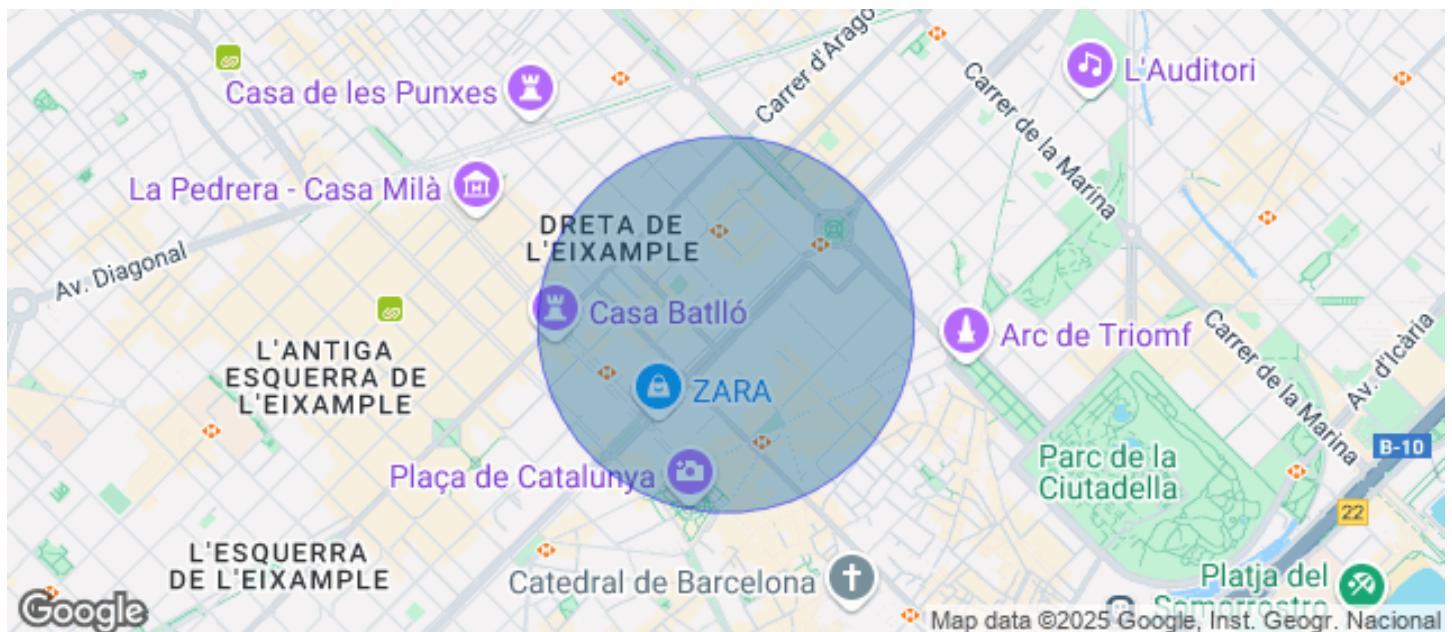 Casa de les Punxes
Carrer d'Arago
L'Auditori
Carrer de la Marina
La Pedrera - Casa Milà
DRETA DE
L'EIXAMPLE
Av. Diagonal
Casa Batlló
Arc de Triomf
Carrer de la Marina
Av. d'Icària
L'ANTIGA
ESQUERRA DE
L'EIXAMPLE
ZARA
B-10
Plaça de Catalunya
Parc de la
Ciutadella
22
L'ESQUERRA
DE L'EIXAMPLE
Catedral de Barcelona
Platja del
Somorrostro
Google
Map data ©2025 Google, Inst. Geogr. Nacional